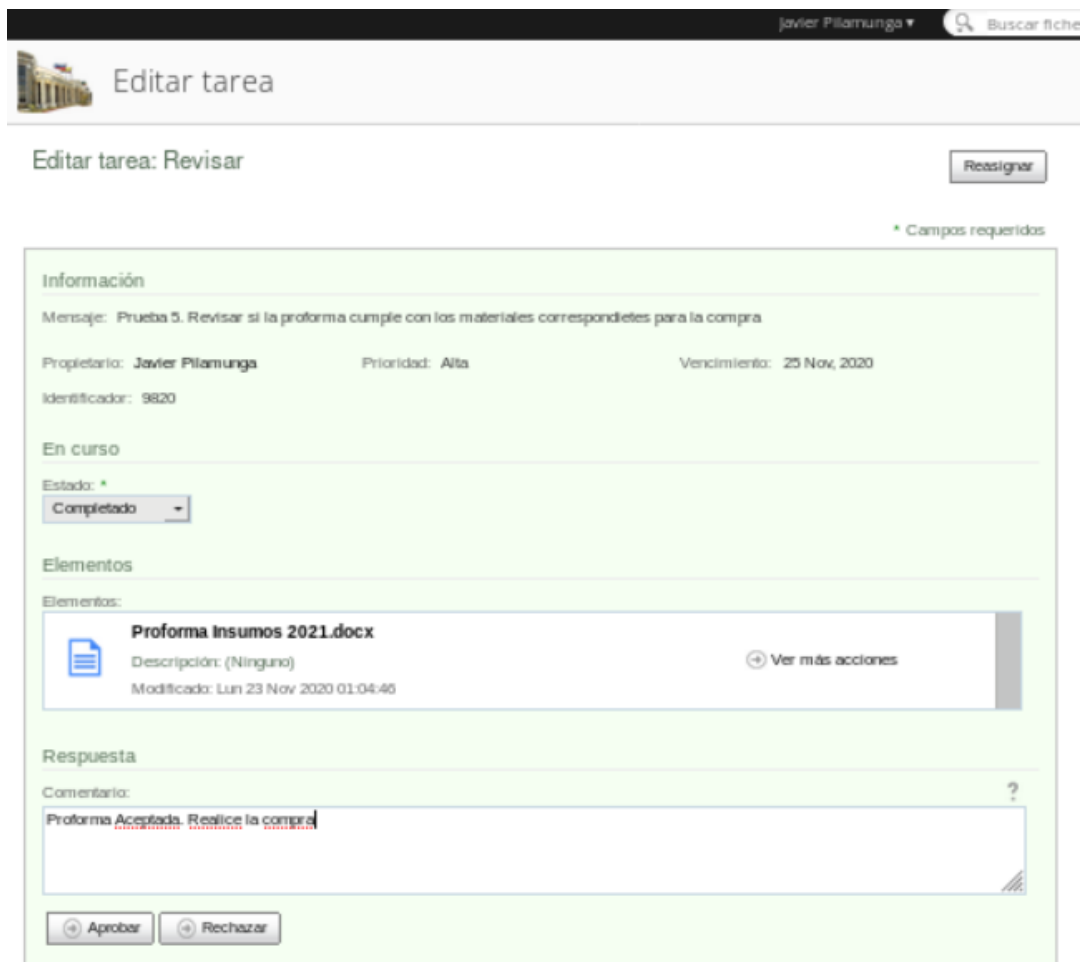 Javier Pilamunga ▾ Buscar fiche
Editar tarea
Editar tarea: Revisar Reasignar
* Campos requeridos
Información
Mensaje: Prueba 5. Revisar si la proforma cumple con los materiales correspondietes para la compra
Propietario: Javier Pilamunga Prioridad: Alta Vencimiento: 25 Nov, 2020
Identificador: 9820
En curso
Estado: *
Completado
Elementos
Elementos:
Proforma Insumos 2021.docx
Descripción: (Ninguno) Ver más acciones
Modificado: Lun 23 Nov 2020 01:04:46
Respuesta
Comentario: ?
Proforma Aceptada. Realice la compra
Aprobar Rechazar